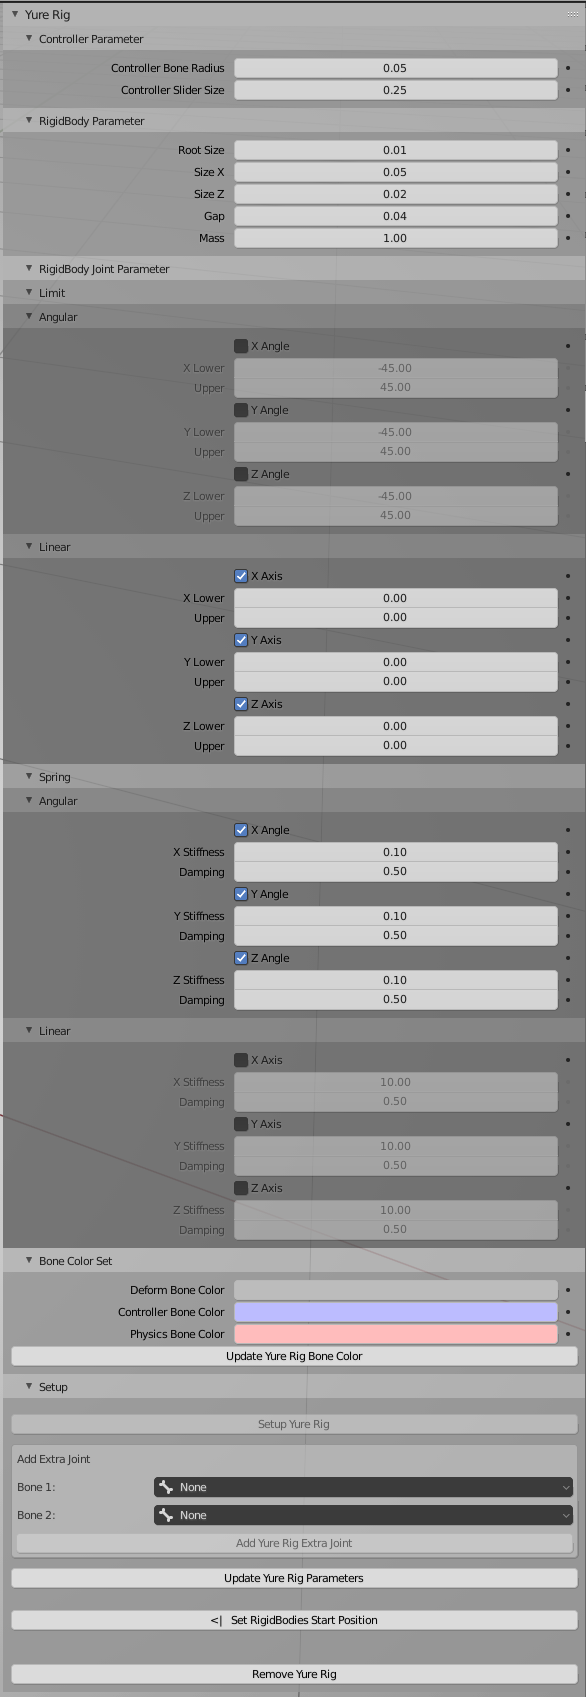 Yure Rig
Controller Parameter
Controller Bone Radius 0.05
Controller Slider Size 0.25
RigidBody Parameter
Root Size 0.01
Size X 0.05
Size Z 0.02
Gap 0.04
Mass 1.00
RigidBody Joint Parameter
Limit
Angular
X Angle
X Lower -45.00
Upper 45.00
Y Angle
Y Lower -45.00
Upper 45.00
Z Angle
Z Lower -45.00
Upper 45.00
Linear
X Axis
X Lower 0.00
Upper 0.00
Y Axis
Y Lower 0.00
Upper 0.00
Z Axis
Z Lower 0.00
Upper 0.00
Spring
Angular
X Angle
X Stiffness 0.10
Damping 0.50
Y Angle
Y Stiffness 0.10
Damping 0.50
Z Angle
Z Stiffness 0.10
Damping 0.50
Linear
X Axis
X Stiffness 10.00
Damping 0.50
Y Axis
Y Stiffness 10.00
Damping 0.50
Z Axis
Z Stiffness 10.00
Damping 0.50
Bone Color Set
Deform Bone Color
Controller Bone Color
Physics Bone Color
Update Yure Rig Bone Color
Setup
Setup Yure Rig
Add Extra Joint
Bone 1: None
Bone 2: None
Add Yure Rig Extra Joint
Update Yure Rig Parameters
<| Set RigidBodies Start Position
Remove Yure Rig